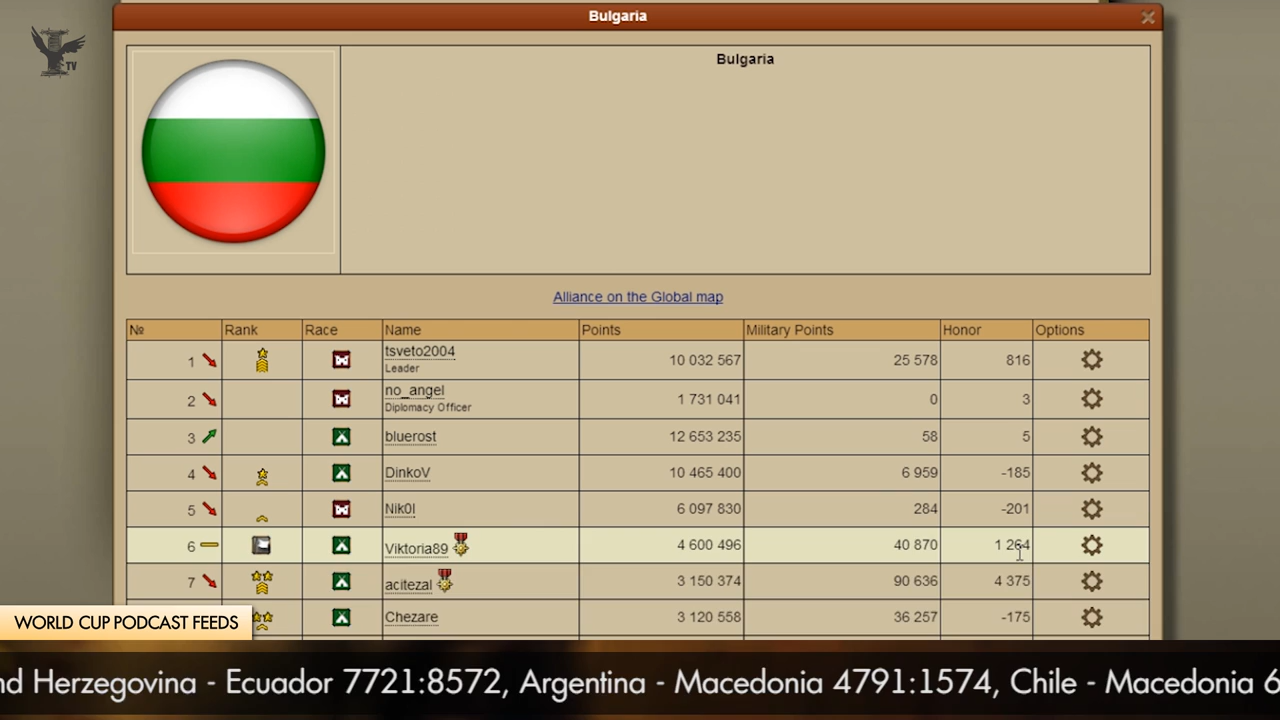 Bulgaria
TV
Bulgaria
Alliance on the Global map
№ Rank Race Name Points Military Points Honor Options
1 tsveto2004 10 032 567 25 578 816
Leader
2 no_angel 1 731 041 0 3
Diplomacy Officer
3 bluerost 12 653 235 58 5
4 DinkoV 10 465 400 6 959 -185
5 Nik0l 6 097 830 284 -201
6 Viktoria89 4 600 496 40 870 1 264
7 acitezal 3 150 374 90 636 4 375
Chezare 3 120 558 36 257 -175
WORLD CUP PODCAST FEEDS
nd Herzegovina - Ecuador 7721:8572, Argentina - Macedonia 4791:1574, Chile - Macedonia 6